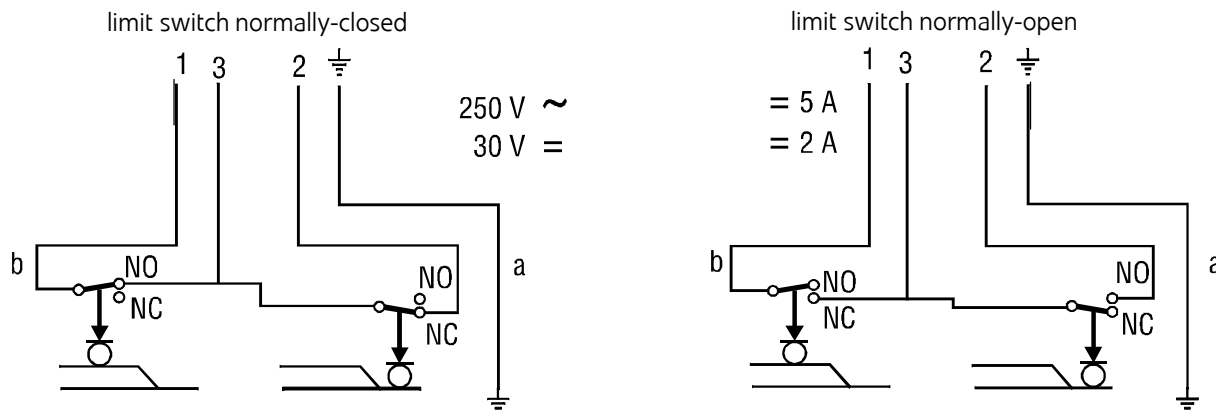 limit switch normally-closed
1 3 2
250 V ~
30 V =
b
NO
NC
NO
NC
a
limit switch normally-open
1 3 2
= 5 A
= 2 A
b
NO
NC
NO
NC
a